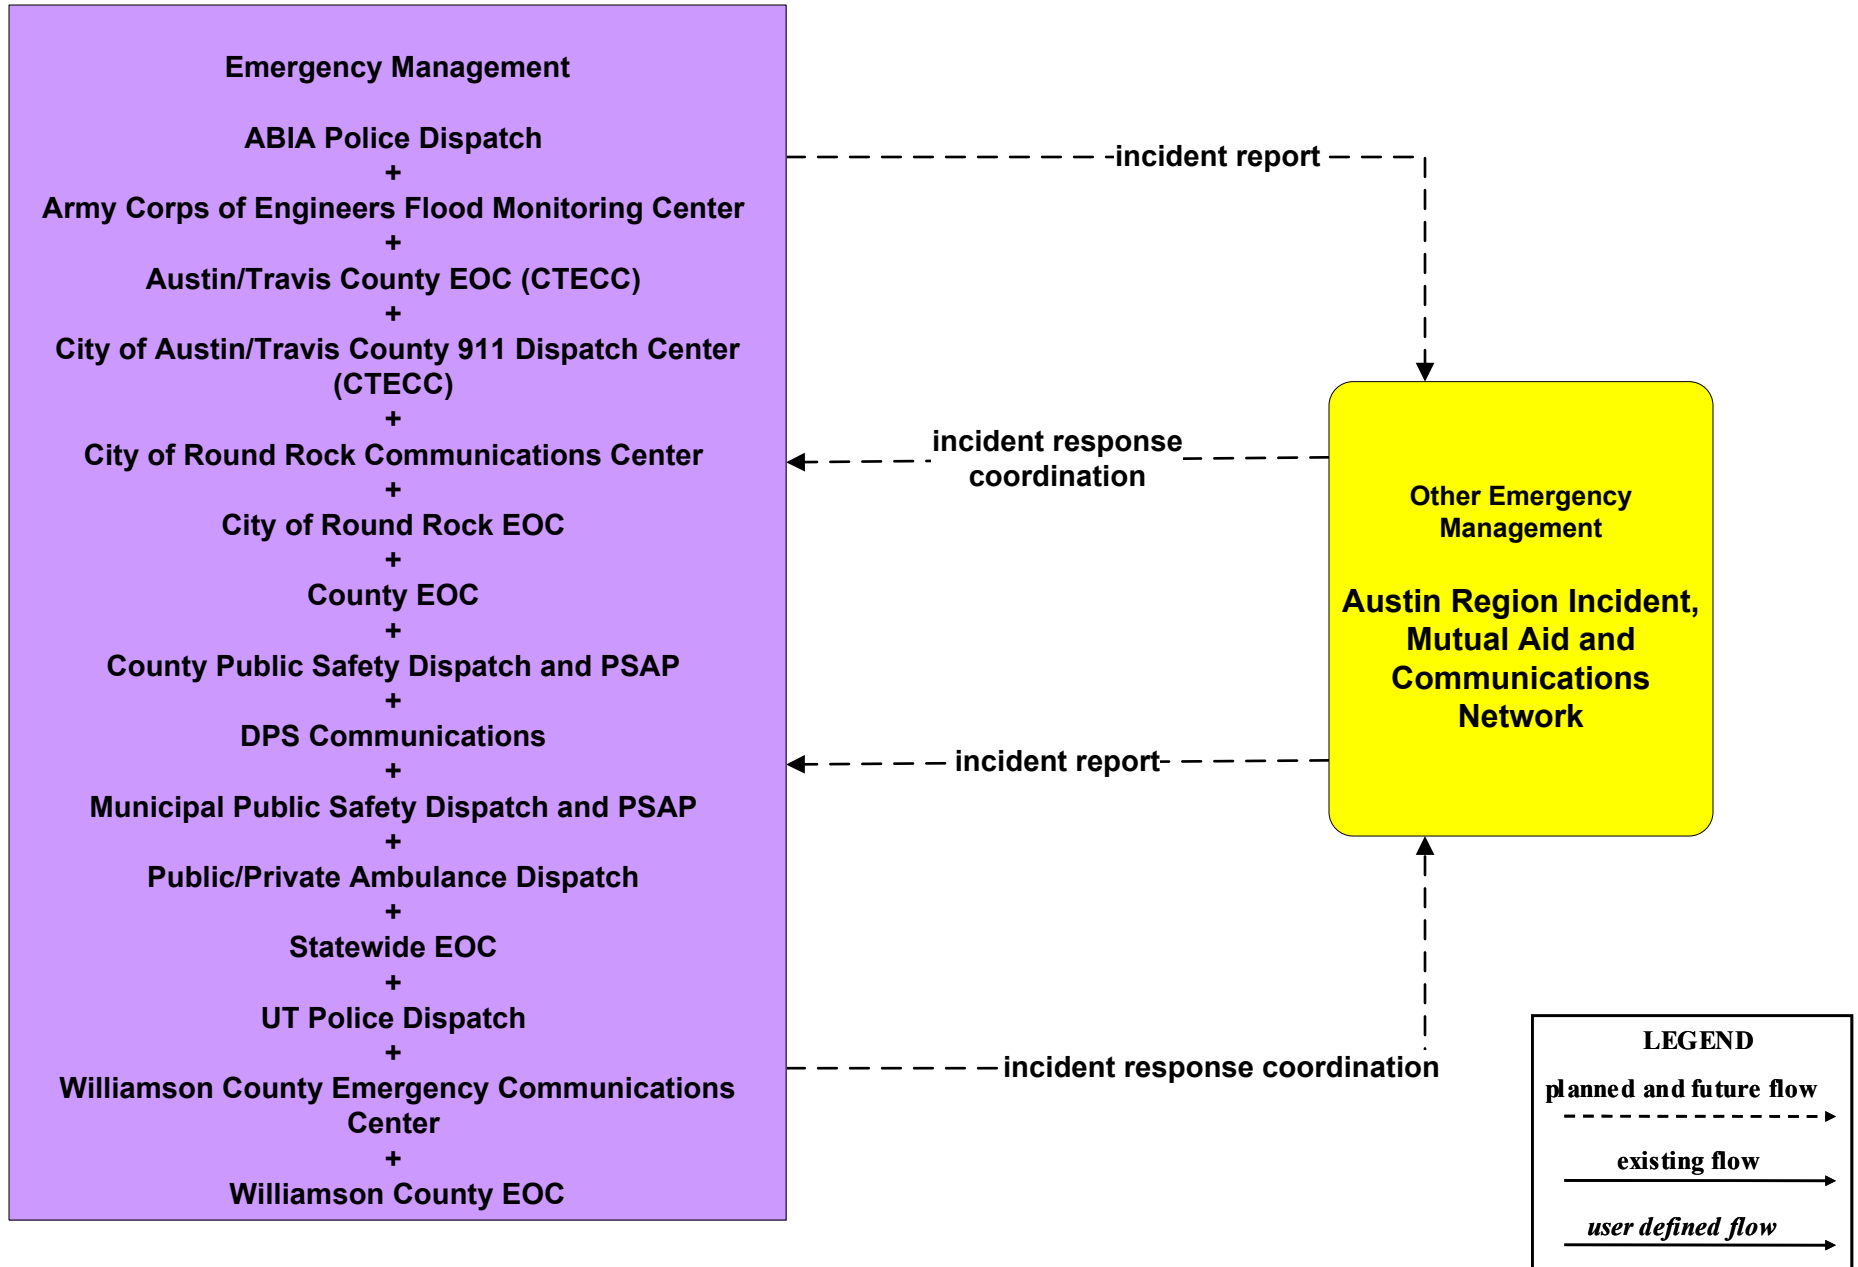 Emergency Management
ABIA Police Dispatch
+
Army Corps of Engineers Flood Monitoring Center
+
Austin/Travis County EOC (CTECC)
+
City of Austin/Travis County 911 Dispatch Center
(CTECC)
+
City of Round Rock Communications Center
+
City of Round Rock EOC
+
County EOC
+
County Public Safety Dispatch and PSAP
+
DPS Communications
+
Municipal Public Safety Dispatch and PSAP
+
Public/Private Ambulance Dispatch
+
Statewide EOC
+
UT Police Dispatch
+
Williamson County Emergency Communications
Center
+
Williamson County EOC
incident report
incident response
coordination
incident report
incident response coordination
Other Emergency
Management
Austin Region Incident,
Mutual Aid and
Communications
Network
LEGEND
planned and future flow
existing flow
user defined flow